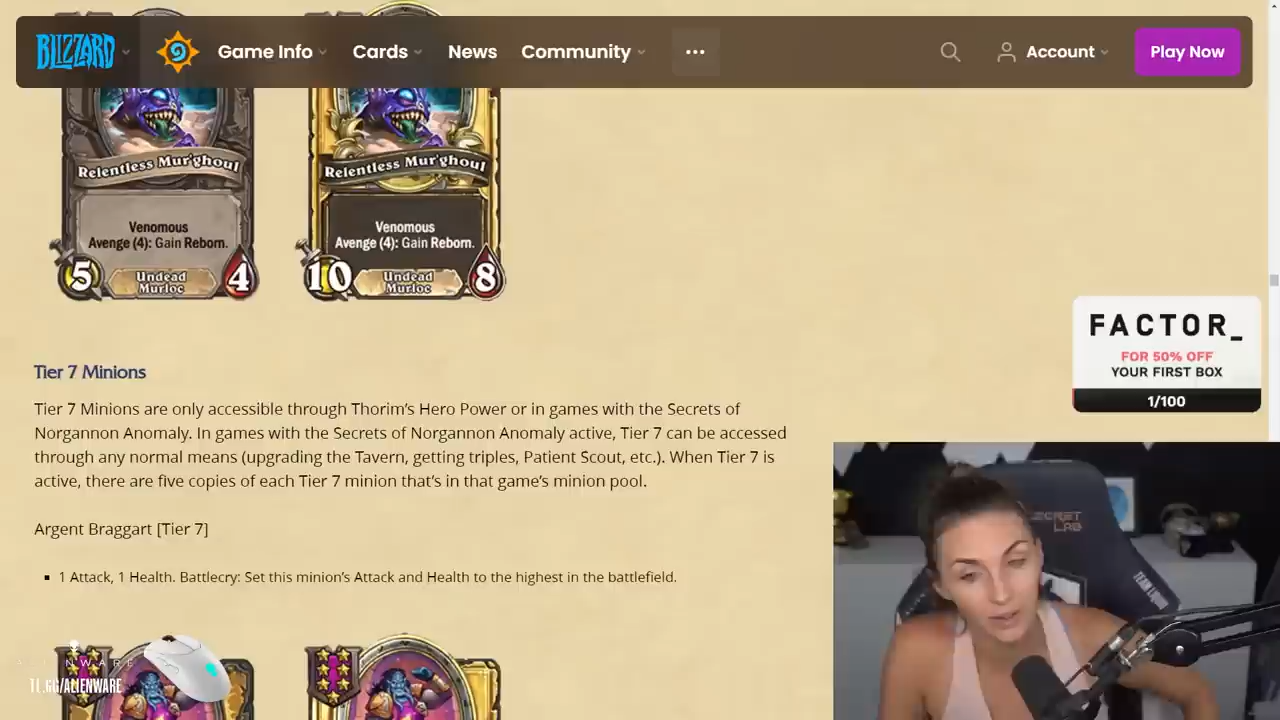 BLIZZARD
Game Info
Cards
News
Community
Account
Play Now
Relentless Mur'ghoul
Venomous
Avenge (4): Gain Reborn.
5
Undead
Murloc
4
Relentless Mur'ghoul
Venomous
Avenge (4): Gain Reborn.
10
Undead
Murloc
8
FACTOR_
FOR 50% OFF
YOUR FIRST BOX
1/100
Tier 7 Minions
Tier 7 Minions are only accessible through Thorim's Hero Power or in games with the Secrets of
Norgannon Anomaly. In games with the Secrets of Norgannon Anomaly active, Tier 7 can be accessed
through any normal means (upgrading the Tavern, getting triples, Patient Scout, etc.). When Tier 7 is
active, there are five copies of each Tier 7 minion that's in that game's minion pool.
Argent Braggart [Tier 7]
1 Attack, 1 Health. Battlecry: Set this minion's Attack and Health to the highest in the battlefield.
SECRET
LAB
TEAM LIQUID
ALIENWARE
TL.GG/ALIENWARE